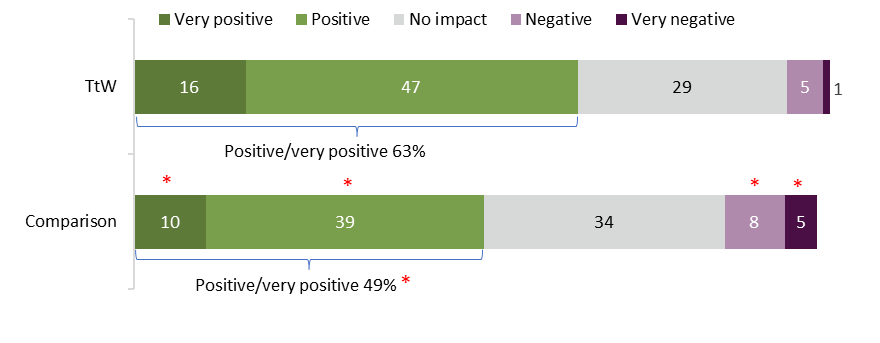 Very positive Positive No impact Negative Very negative
TtW 16 47 29 5 1
Positive/very positive 63%
* * * *
Comparison 10 39 34 8 5
Positive/very positive 49% *